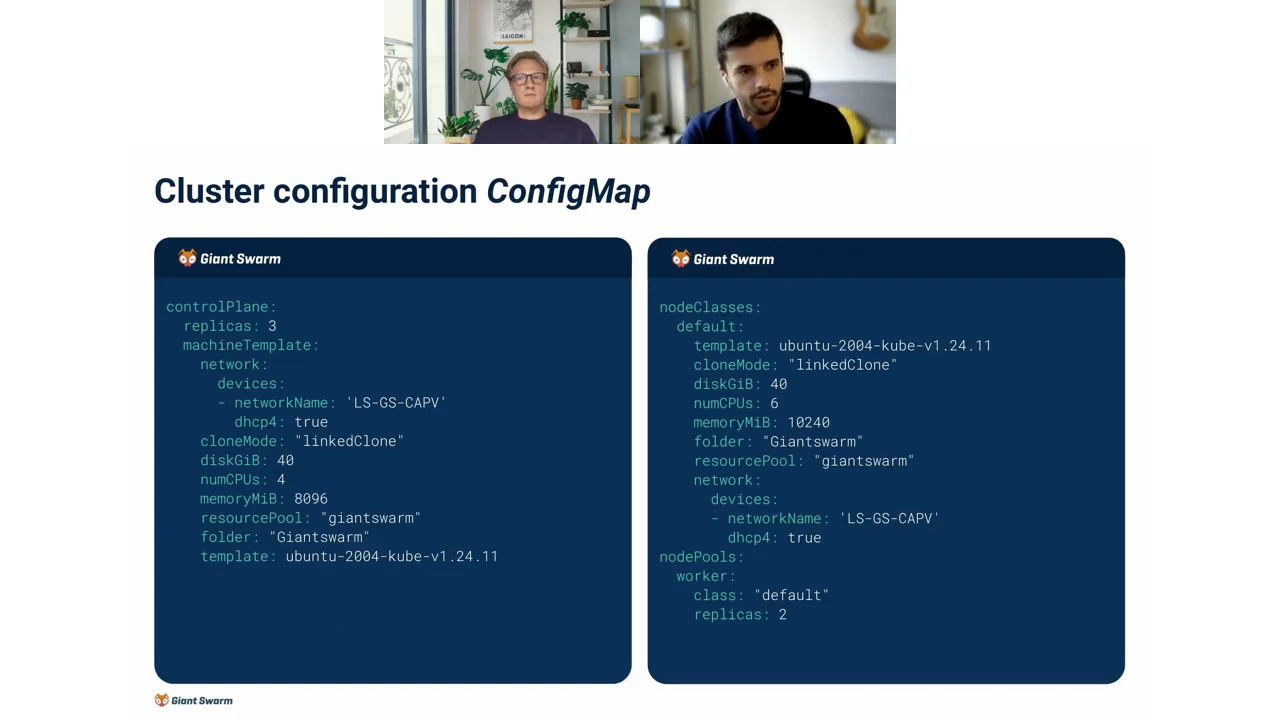 SAIGON
Cluster configuration ConfigMap
Giant Swarm
controlPlane:
  replicas: 3
  machineTemplate:
    network:
      devices:
      - networkName: 'LS-GS-CAPV'
        dhcp4: true
    cloneMode: "linkedClone"
    diskGiB: 40
    numCPUs: 4
    memoryMiB: 8096
    resourcePool: "giantswarm"
    folder: "Giantswarm"
    template: ubuntu-2004-kube-v1.24.11
Giant Swarm
nodeClasses:
  default:
    template: ubuntu-2004-kube-v1.24.11
    cloneMode: "linkedClone"
    diskGiB: 40
    numCPUs: 6
    memoryMiB: 10240
    folder: "Giantswarm"
    resourcePool: "giantswarm"
    network:
      devices:
      - networkName: 'LS-GS-CAPV'
        dhcp4: true
nodePools:
  worker:
    class: "default"
    replicas: 2
Giant Swarm